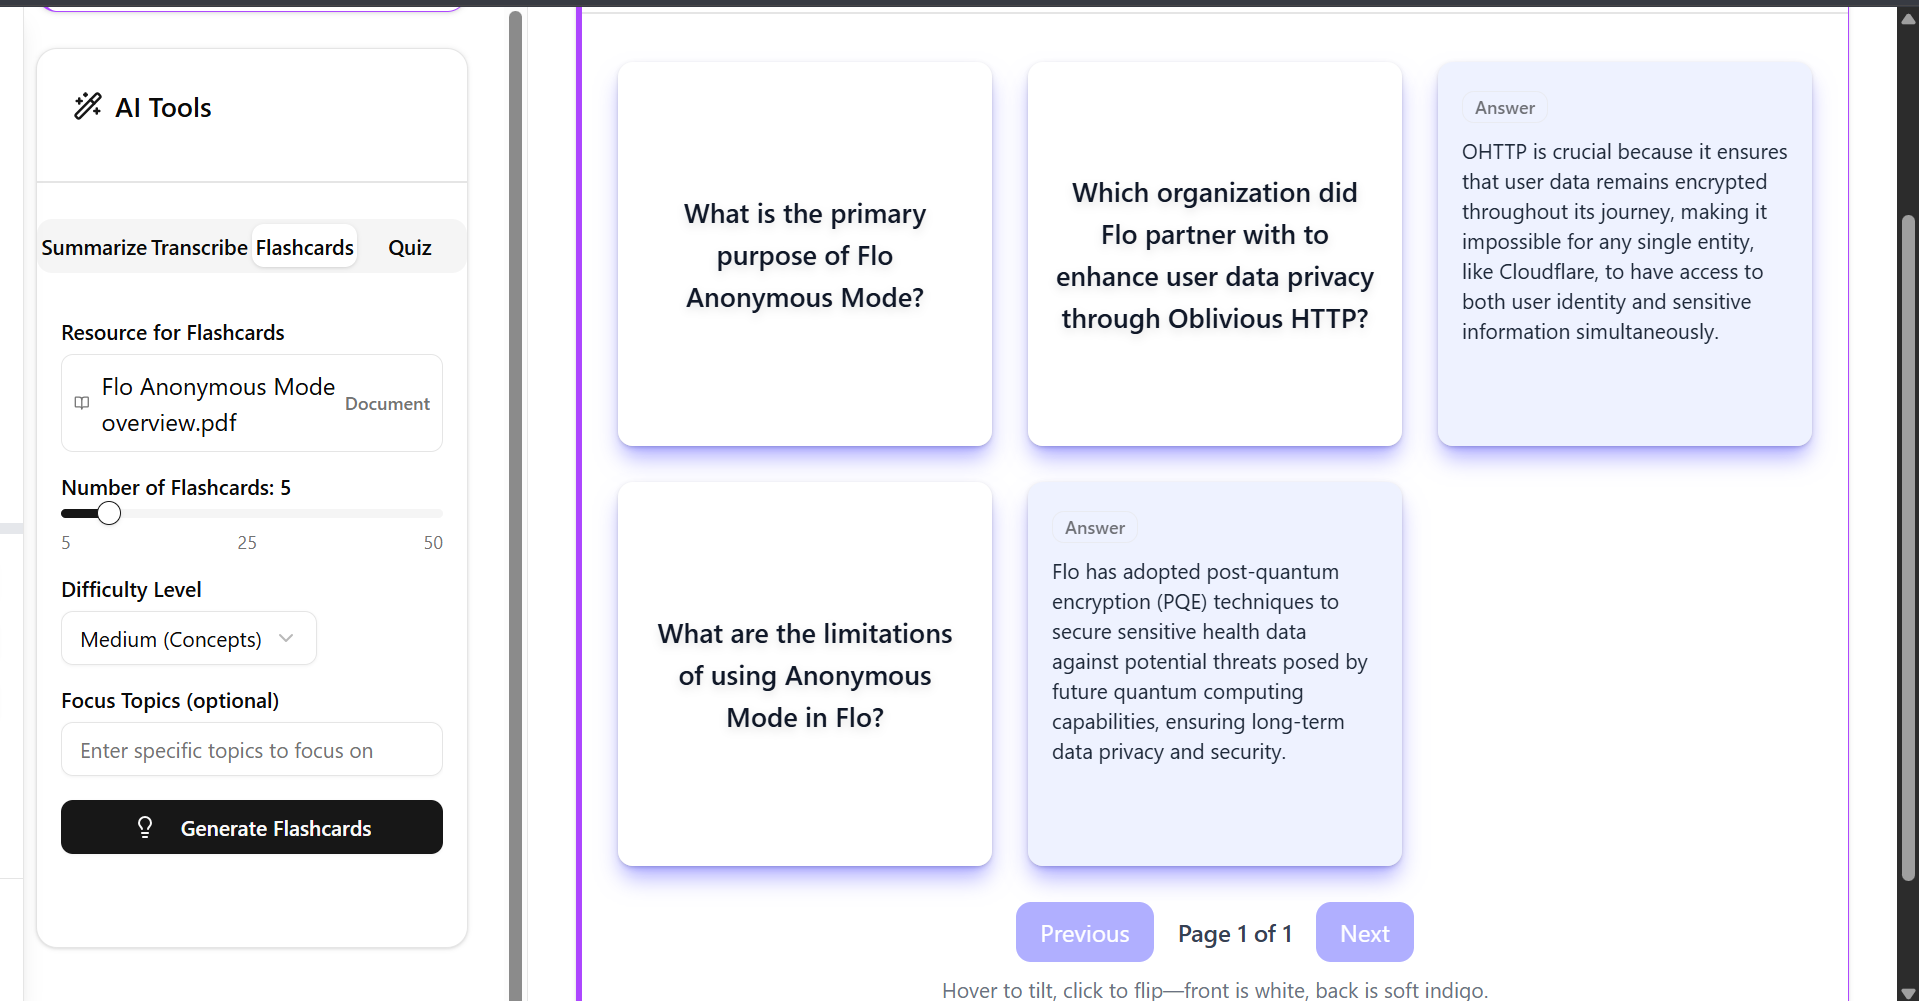 AI Tools
Summarize Transcribe Flashcards Quiz
Resource for Flashcards
Flo Anonymous Mode
overview.pdf
Document
Number of Flashcards: 5
5 25 50
Difficulty Level
Medium (Concepts)
Focus Topics (optional)
Enter specific topics to focus on
Generate Flashcards
What is the primary
purpose of Flo
Anonymous Mode?
Which organization did
Flo partner with to
enhance user data privacy
through Oblivious HTTP?
Answer
OHTTP is crucial because it ensures
that user data remains encrypted
throughout its journey, making it
impossible for any single entity,
like Cloudflare, to have access to
both user identity and sensitive
information simultaneously.
What are the limitations
of using Anonymous
Mode in Flo?
Answer
Flo has adopted post-quantum
encryption (PQE) techniques to
secure sensitive health data
against potential threats posed by
future quantum computing
capabilities, ensuring long-term
data privacy and security.
Previous Page 1 of 1 Next
Hover to tilt, click to flip—front is white, back is soft indigo.